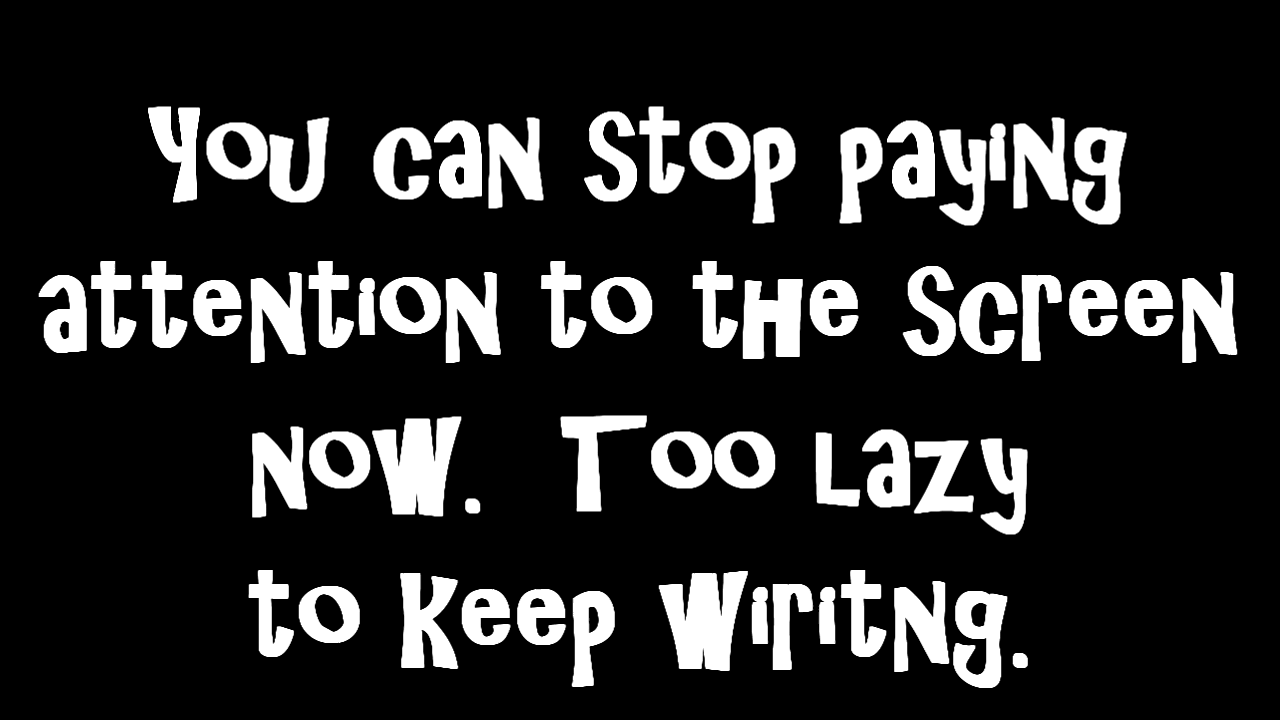 You can stop paying
attention to the screen
now. Too lazy
to keep wiritng.